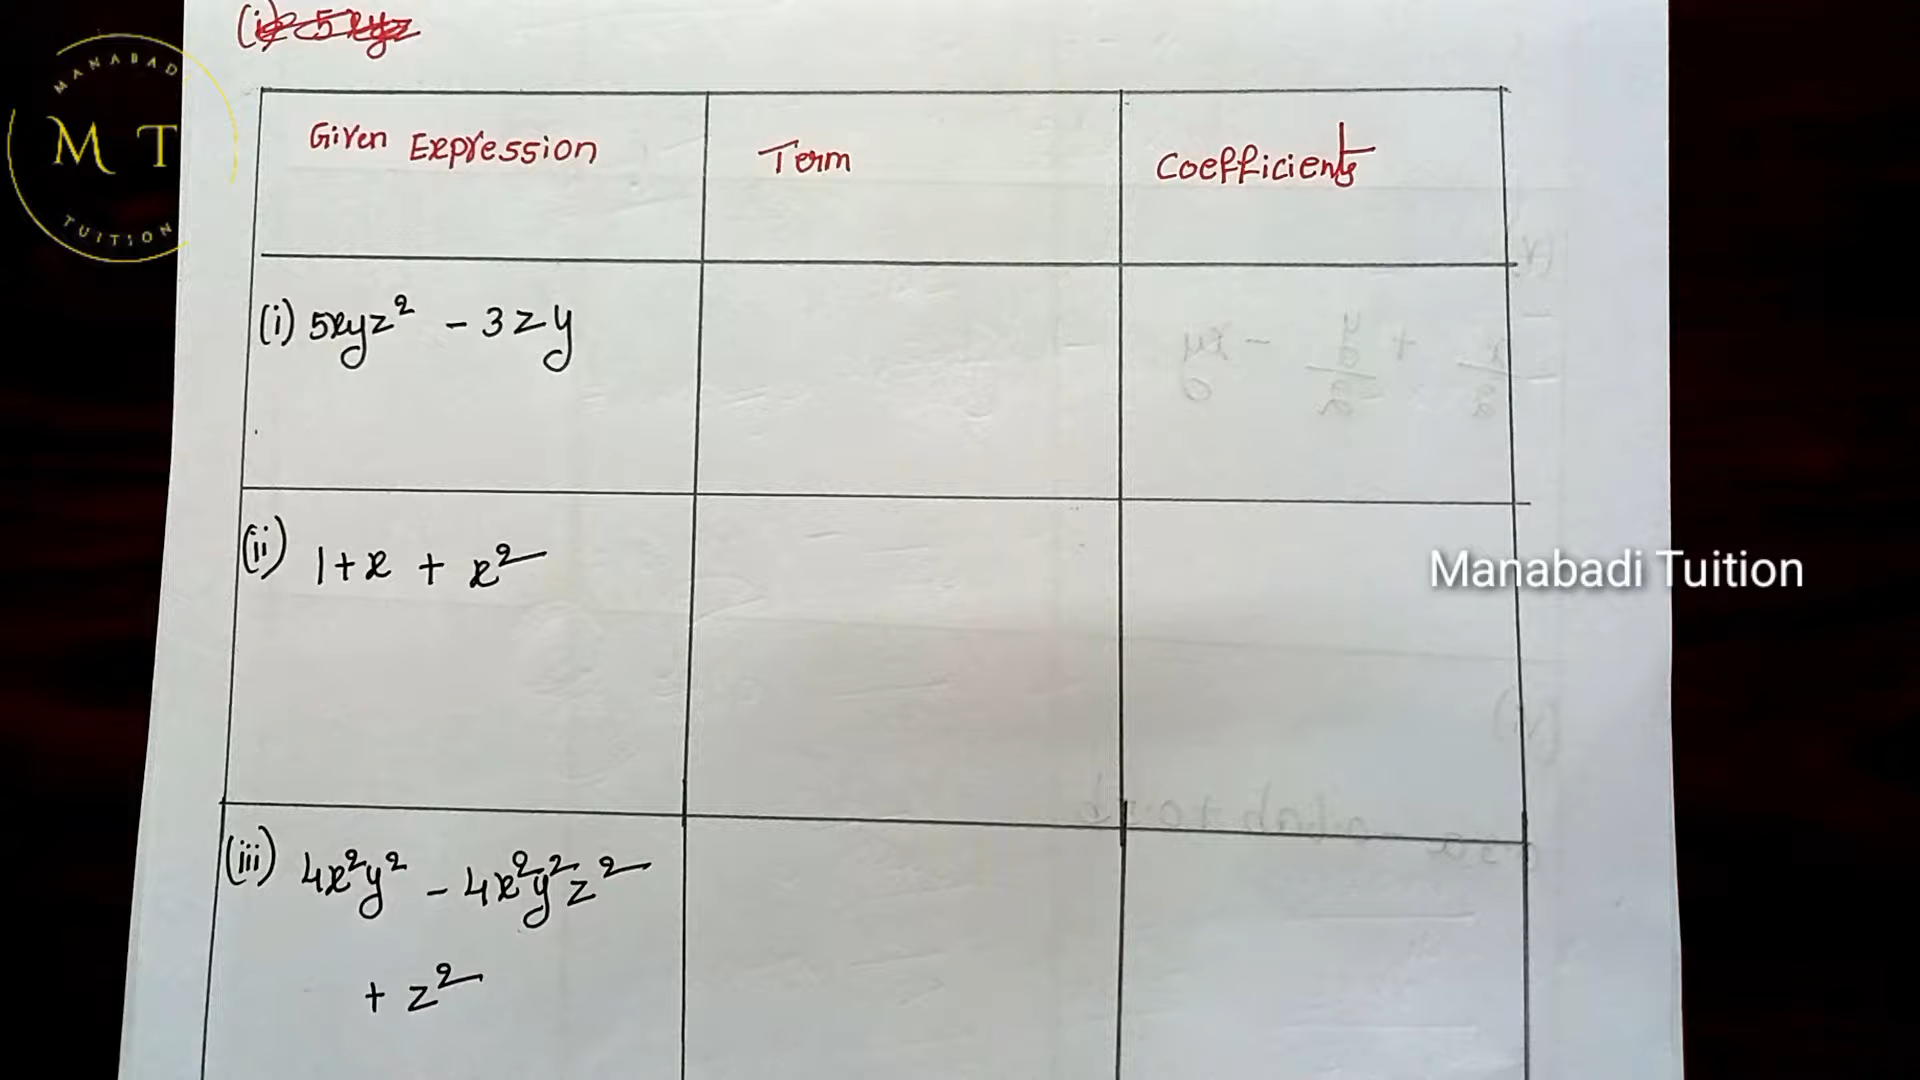 MANABADI
M T
TUITION
Given Expression
Term
Coefficients
(i) 5xyz² - 3zy
(ii) 1+x + x²
Manabadi Tuition
(iii) 4x²y² - 4x²y²z²
+ z²